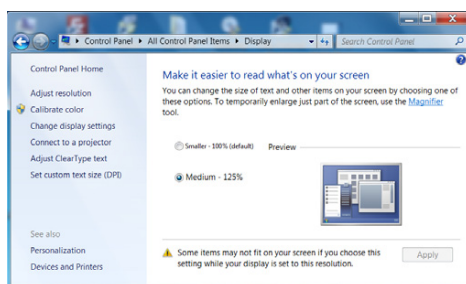 Control Panel ▸ All Control Panel Items ▸ Display
Search Control Panel
Control Panel Home
Adjust resolution
Calibrate color
Change display settings
Connect to a projector
Adjust ClearType text
Set custom text size (DPI)
See also
Personalization
Devices and Printers
Make it easier to read what's on your screen
You can change the size of text and other items on your screen by choosing one of
these options. To temporarily enlarge just part of the screen, use the Magnifier
tool.
Smaller - 100% (default)
Preview
Medium - 125%
Some items may not fit on your screen if you choose this
setting while your display is set to this resolution.
Apply